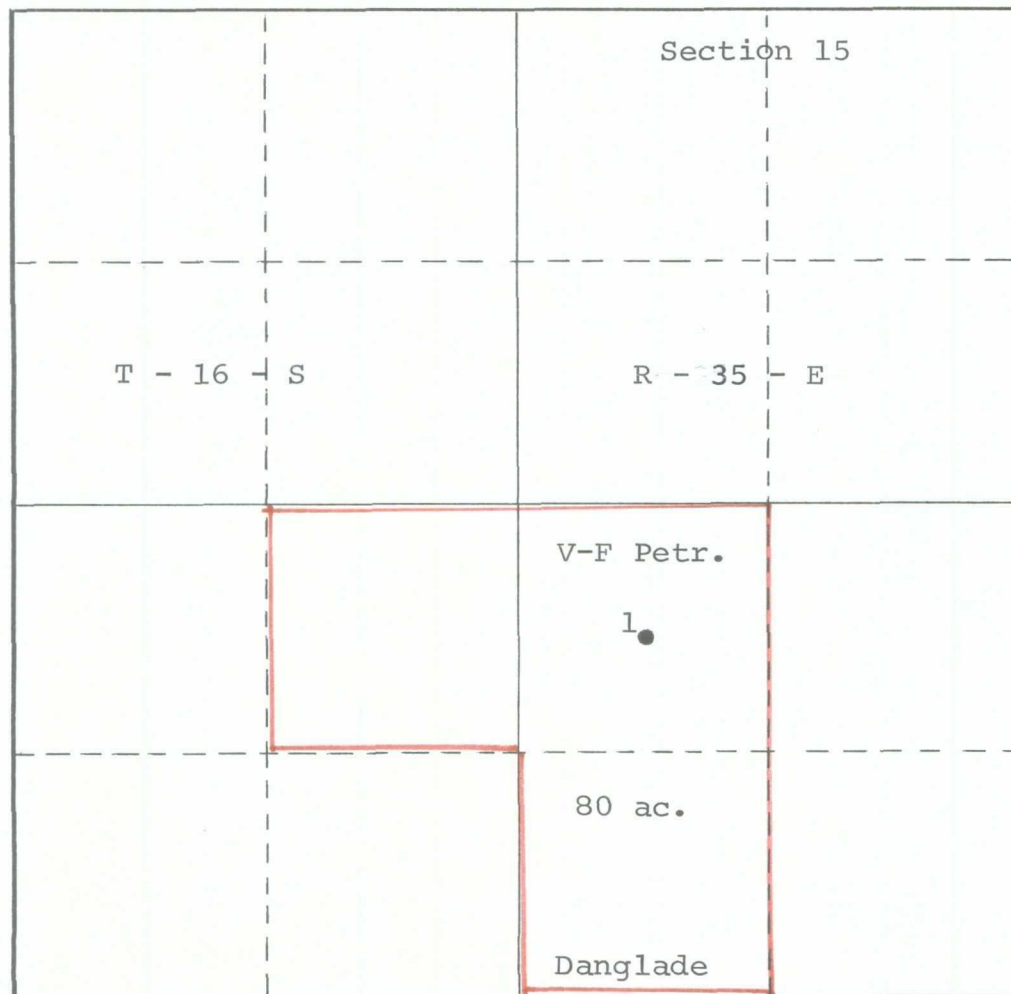 Section 15
T - 16 - S
R - 35 - E
V-F Petr.
1
80 ac.
Danglade